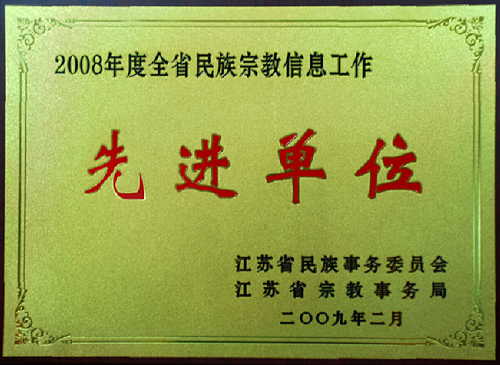 2008年度全省民族宗教信息工作
先进单位
江苏省民族事务委员会
江苏省宗教事务局
二〇〇九年二月